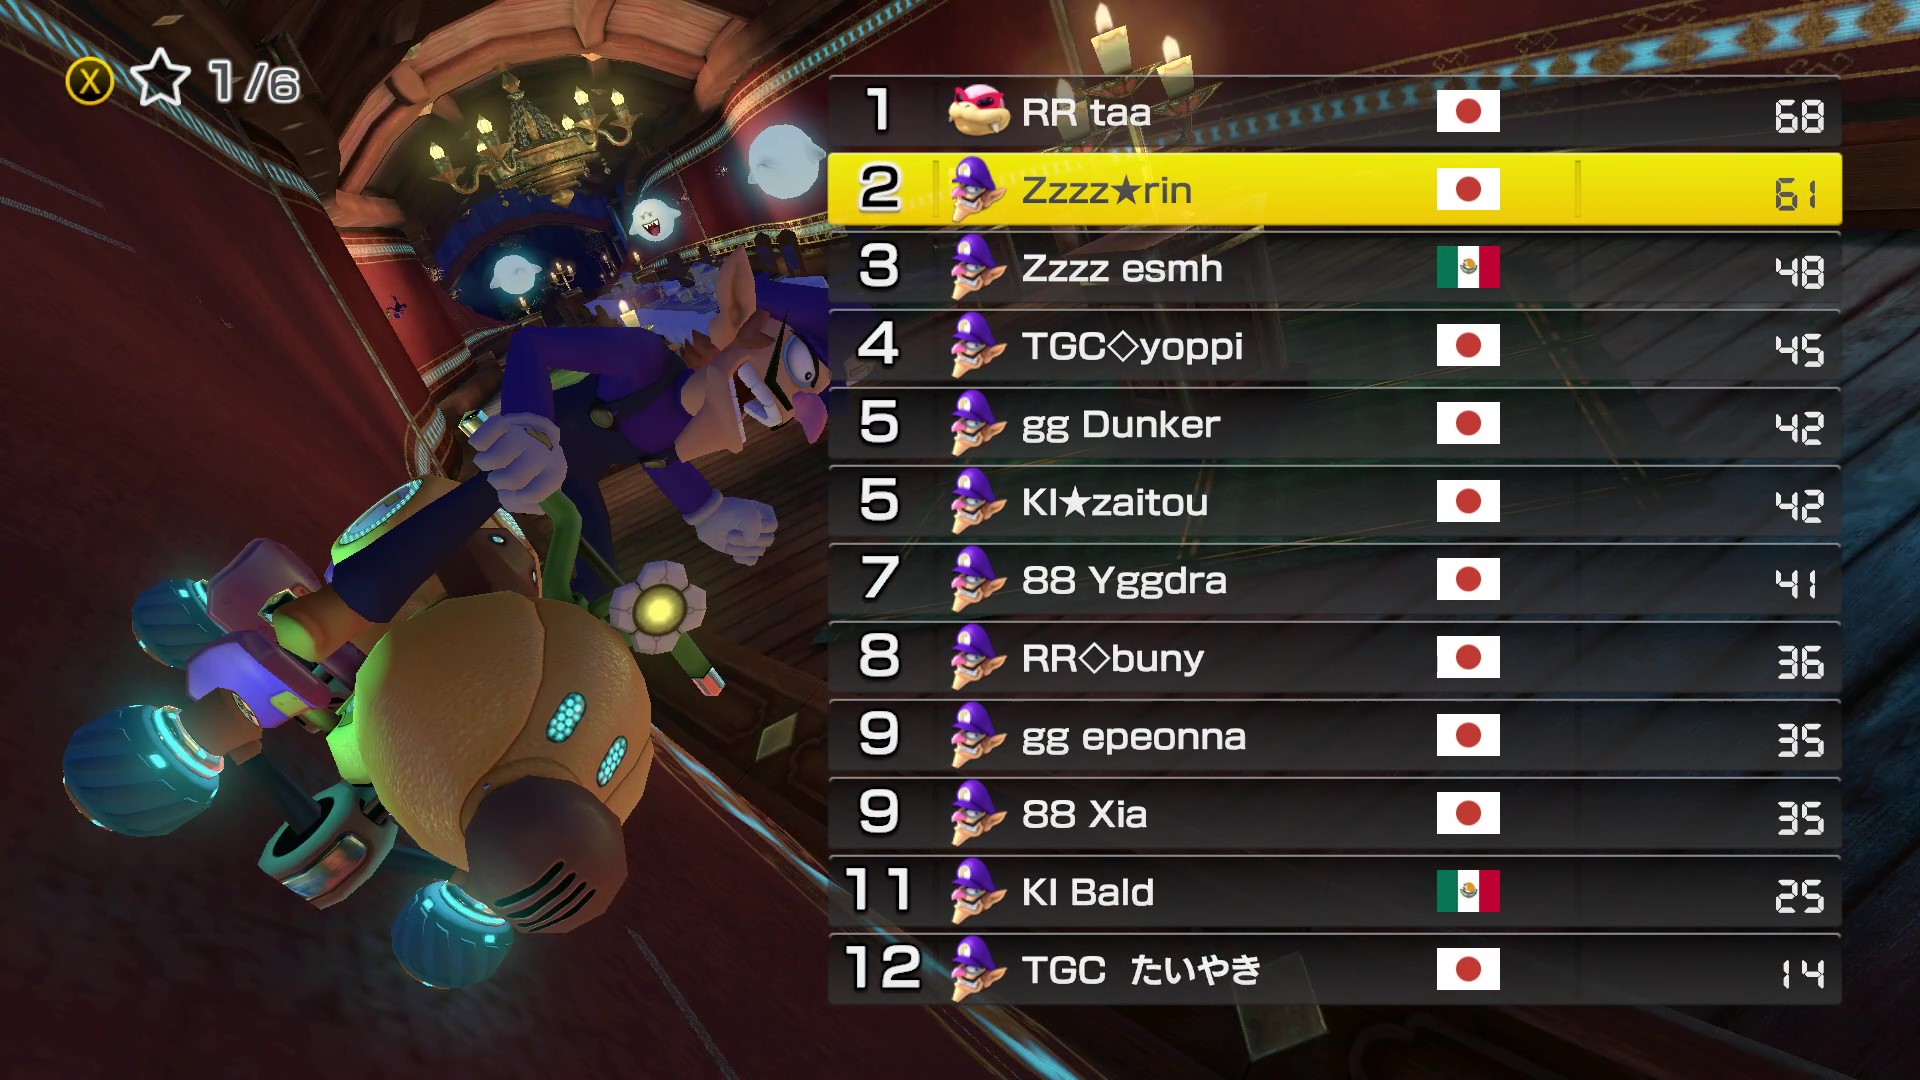 X ☆ 1/6
1 RR taa 68
2 Zzzz★rin 61
3 Zzzz esmh 48
4 TGC◇yoppi 45
5 gg Dunker 42
5 KI★zaitou 42
7 88 Yggdra 41
8 RR◇buny 36
9 gg epeonna 35
9 88 Xia 35
11 KI Bald 25
12 TGC たいやき 14